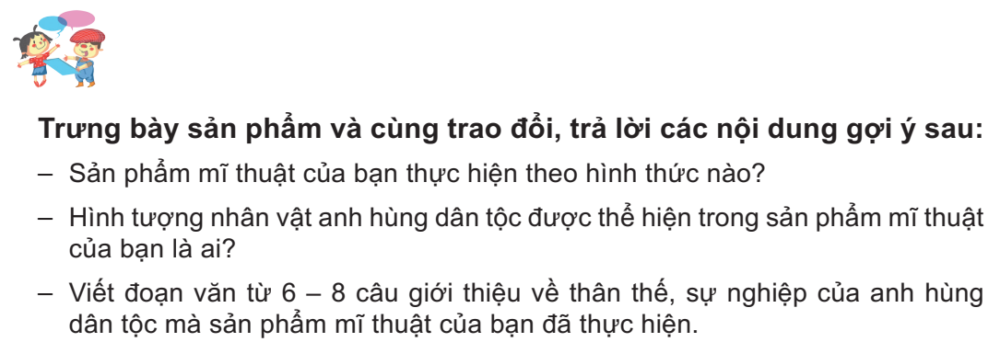 Trưng bày sản phẩm và cùng trao đổi, trả lời các nội dung gợi ý sau:
– Sản phẩm mĩ thuật của bạn thực hiện theo hình thức nào?
– Hình tượng nhân vật anh hùng dân tộc được thể hiện trong sản phẩm mĩ thuật
của bạn là ai?
– Viết đoạn văn từ 6 – 8 câu giới thiệu về thân thế, sự nghiệp của anh hùng
dân tộc mà sản phẩm mĩ thuật của bạn đã thực hiện.